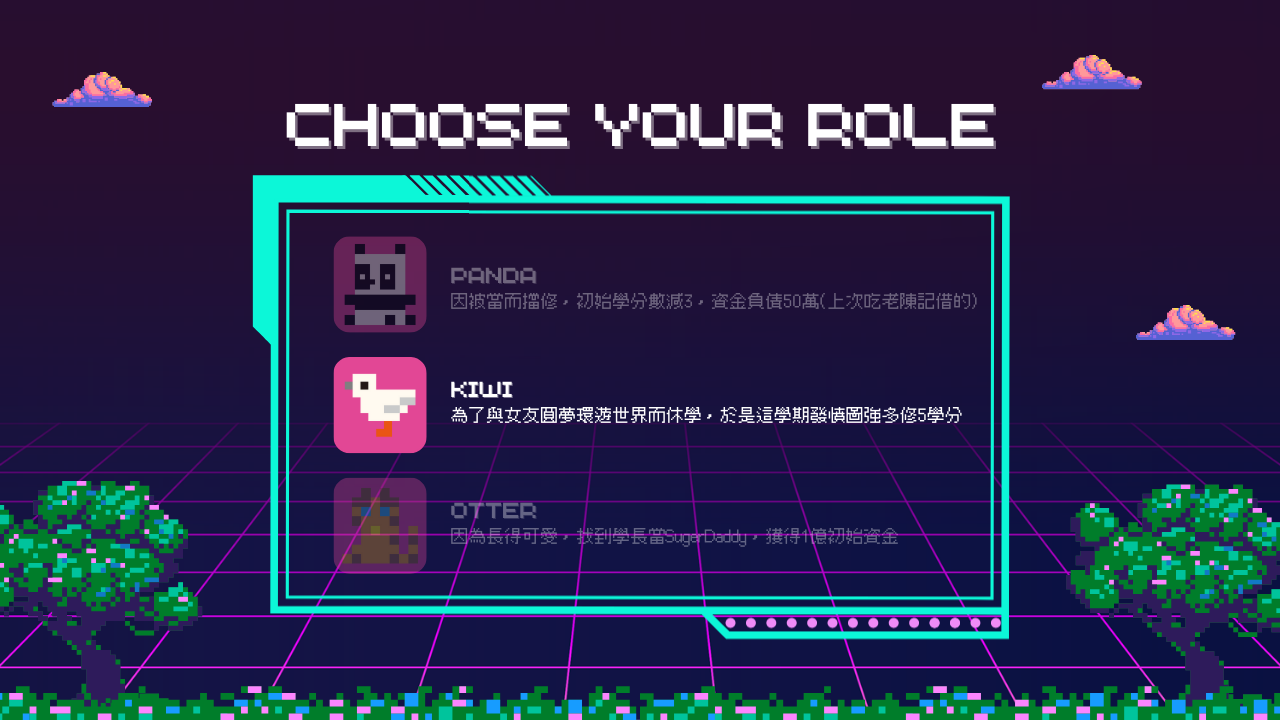 CHOOSE YOUR ROLE
PANDA
因被當而擋修，初始學分數減3，資金負債50萬(上次吃老陳記借的)
KIWI
為了與女友圓夢環遊世界而休學，於是這學期發憤圖強多修5學分
OTTER
因為長得可愛，找到學長當SugerDaddy，獲得1億初始資金